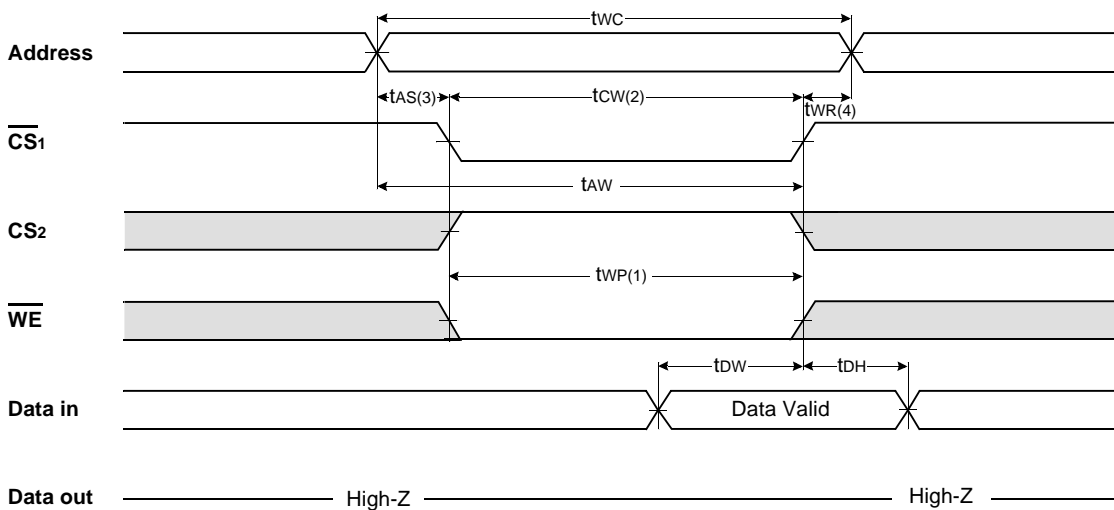 tWC
Address
tAS(3) tCW(2) tWR(4)
CS1
tAW
CS2
tWP(1)
WE
tDW tDH
Data in Data Valid
Data out High-Z High-Z